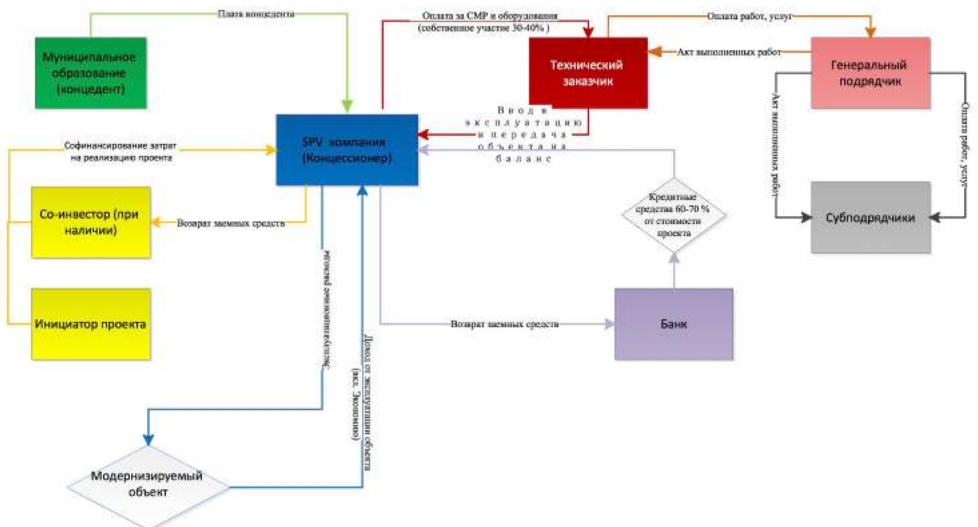 Плата концедента
Оплата за СМР и оборудования
(собственное участие 30-40% )
Оплата работ, услуг
Муниципальное
образование
(концедент)
Технический
заказчик
Акт выполненных работ
Генеральный
подрядчик
Ввод в
эксплуатацию
и передача
объекта на
баланс
Акт выполненных работ
Оплата работ, услуг
Софинансирование затрат
на реализацию проекта
SPV компания
(Концессионер)
Со-инвестор (при
наличии)
Возврат заемных средств
Кредитные
средства 60-70 %
от стоимости
проекта
Субподрядчики
Эксплуатационные расходы
Доход от эксплуатации объекта
(вкл. Экономию)
Инициатор проекта
Возврат заемных средств
Банк
Модернизируемый
объект